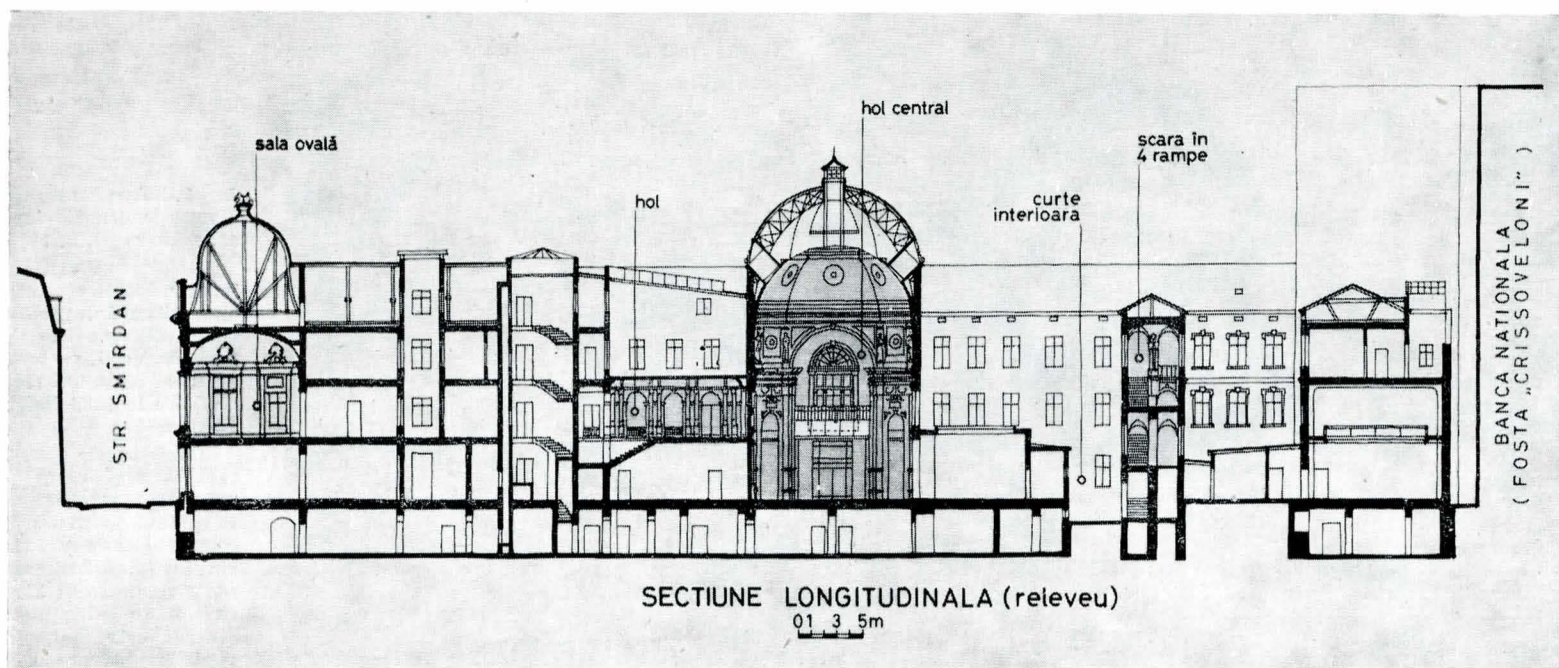 sala ovală
hol central
hol
scara în
4 rampe
curte
interioara
STR. SMÎRDAN
BANCA NATIONALA
( FOSTA „CRISSOVELONI" )
SECTIUNE LONGITUDINALA (releveu)
01 3 5m